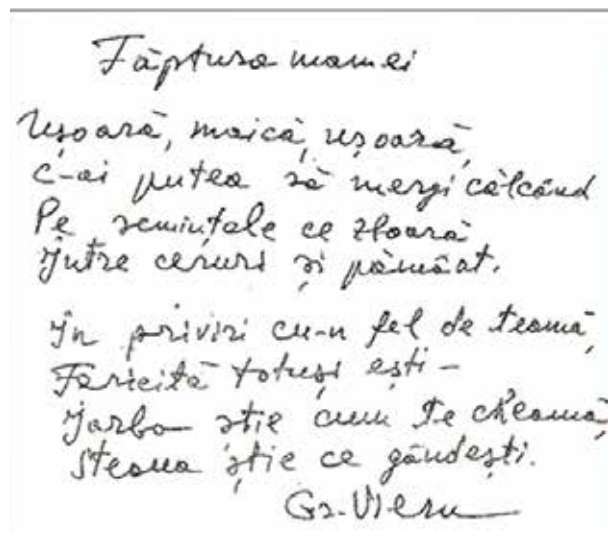 Făptura mamei
Ușoară, maică, ușoară,
C-ai putea să mergi călcând
Pe semințele ce zboară
Între ceruri și pământ.
În priviri cu-n fel de teamă,
Fericită totuși ești -
Iarba știe cum te cheamă,
Steaua știe ce gândești.
Gr. Vieru